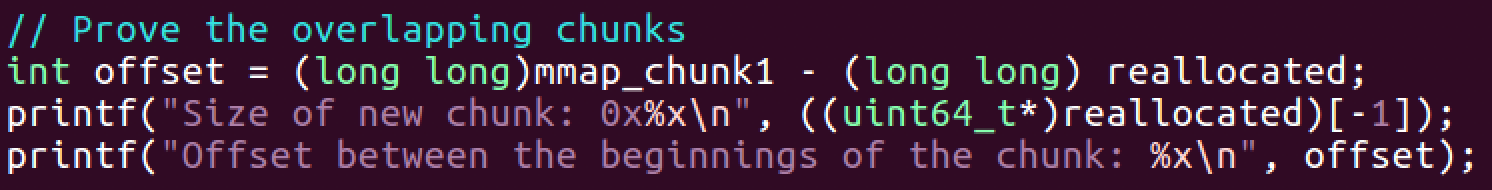 // Prove the overlapping chunks
int offset = (long long)mmap_chunk1 - (long long) reallocated;
printf("Size of new chunk: 0x%x\n", ((uint64_t*)reallocated)[-1]);
printf("Offset between the beginnings of the chunk: %x\n", offset);